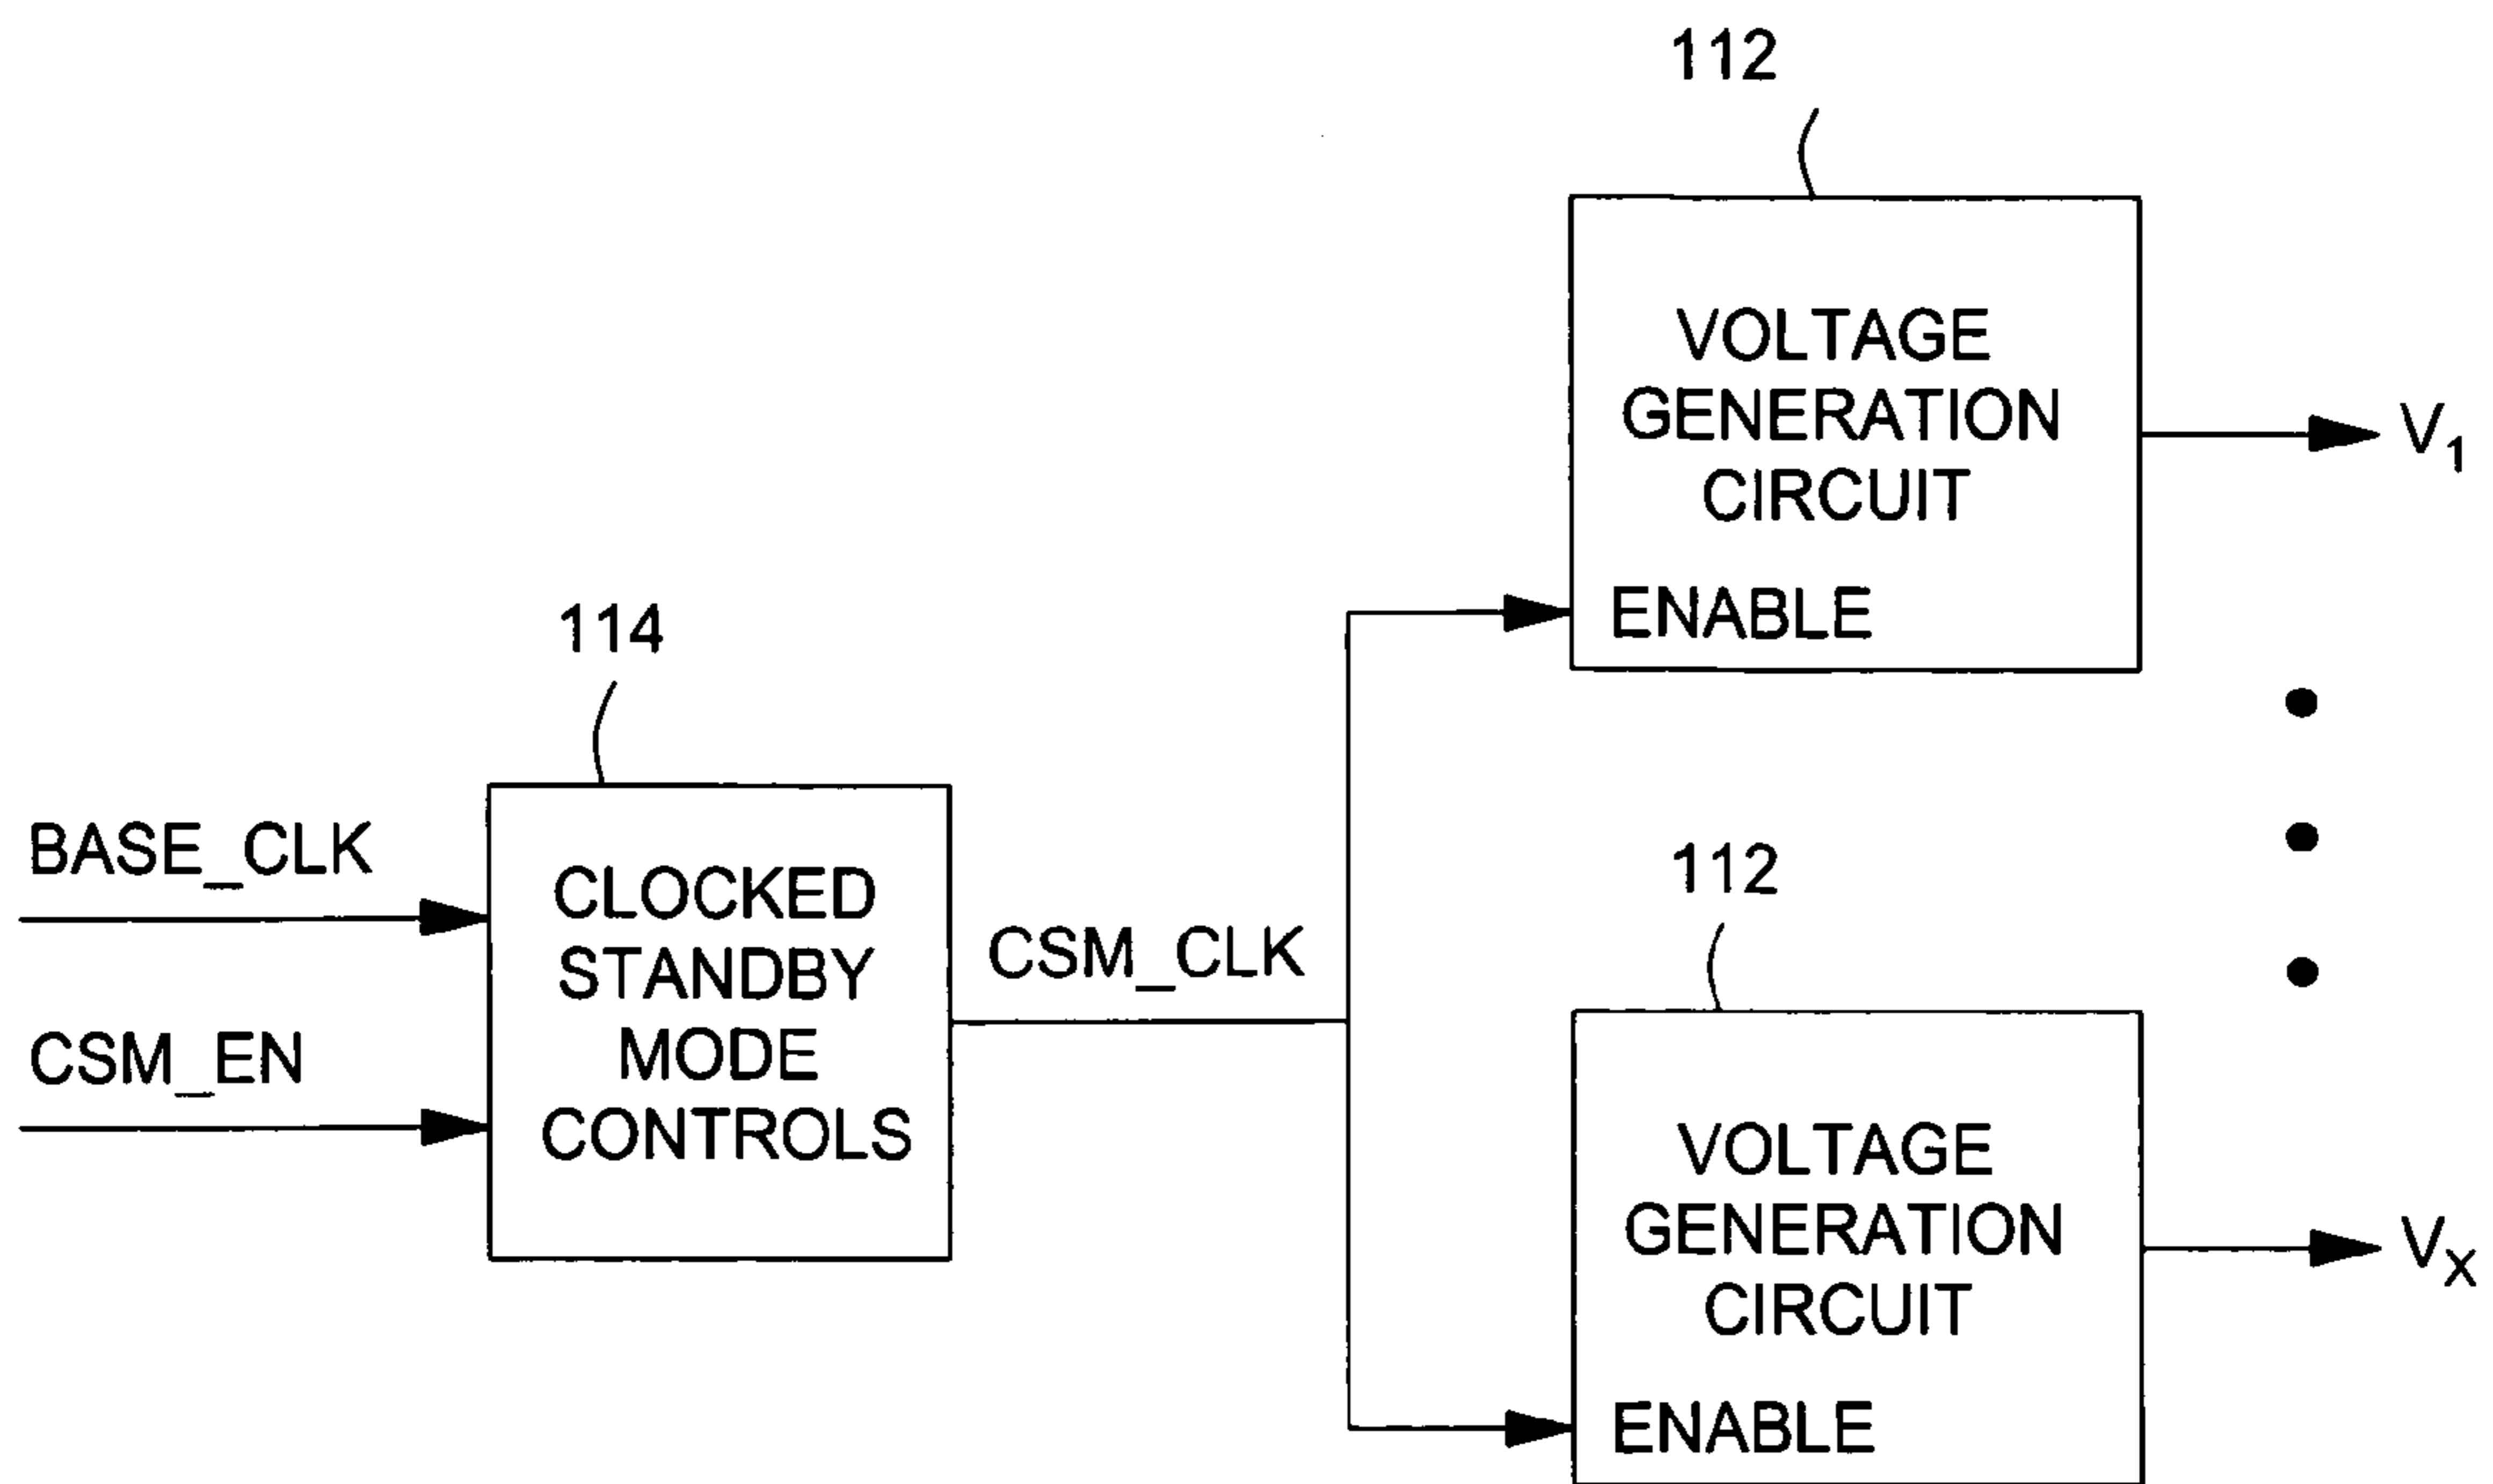 112
VOLTAGE
GENERATION
CIRCUIT
ENABLE
V1
114
BASE_CLK
CSM_EN
CLOCKED
STANDBY
MODE
CONTROLS
CSM_CLK
112
VOLTAGE
GENERATION
CIRCUIT
ENABLE
VX